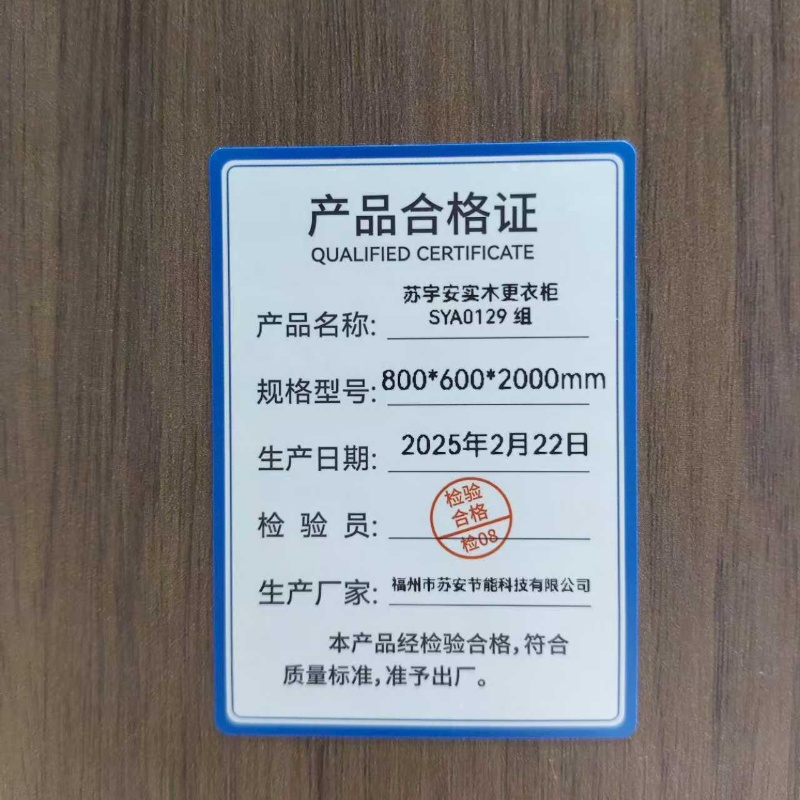 产品合格证
QUALIFIED CERTIFICATE
产品名称: 苏宇安实木更衣柜
SYA0129 组
规格型号: 800*600*2000mm
生产日期: 2025年2月22日
检验员: 检验
合格
检08
生产厂家: 福州市苏安节能科技有限公司
本产品经检验合格,符合
质量标准,准予出厂。